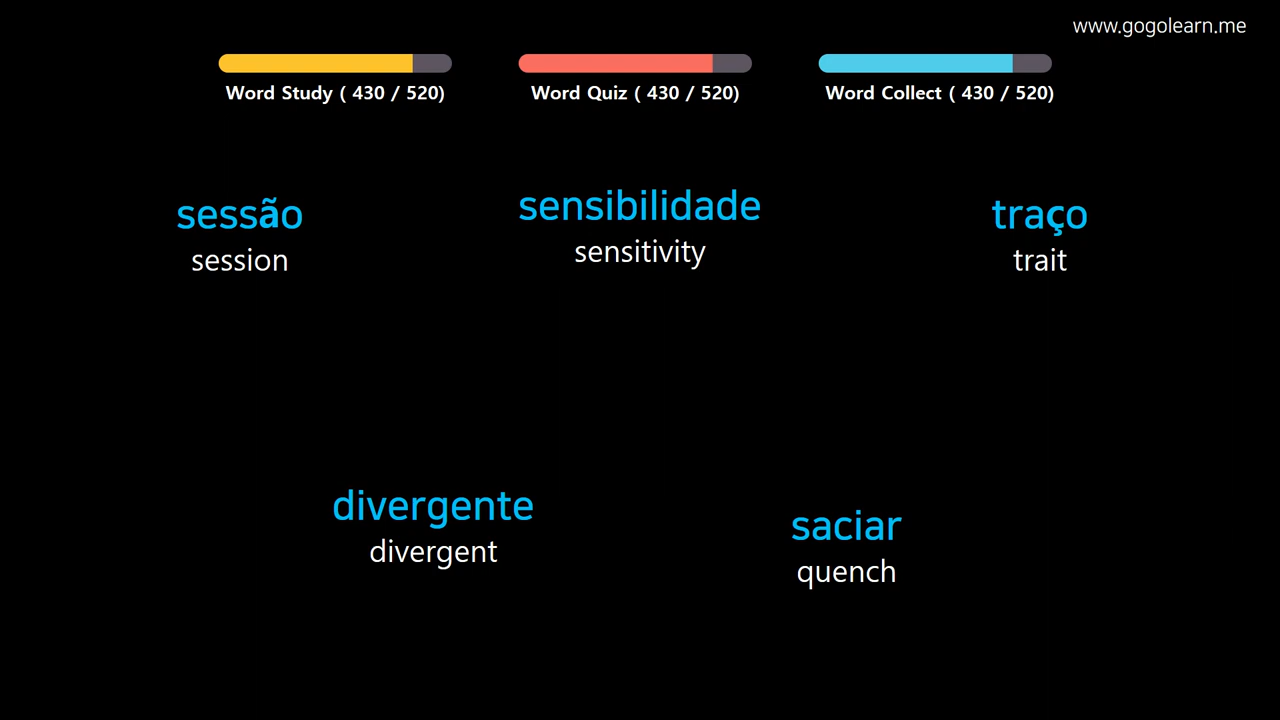 www.gogolearn.me
Word Study ( 430 / 520)
Word Quiz ( 430 / 520)
Word Collect ( 430 / 520)
sessão
session
sensibilidade
sensitivity
traço
trait
divergente
divergent
saciar
quench